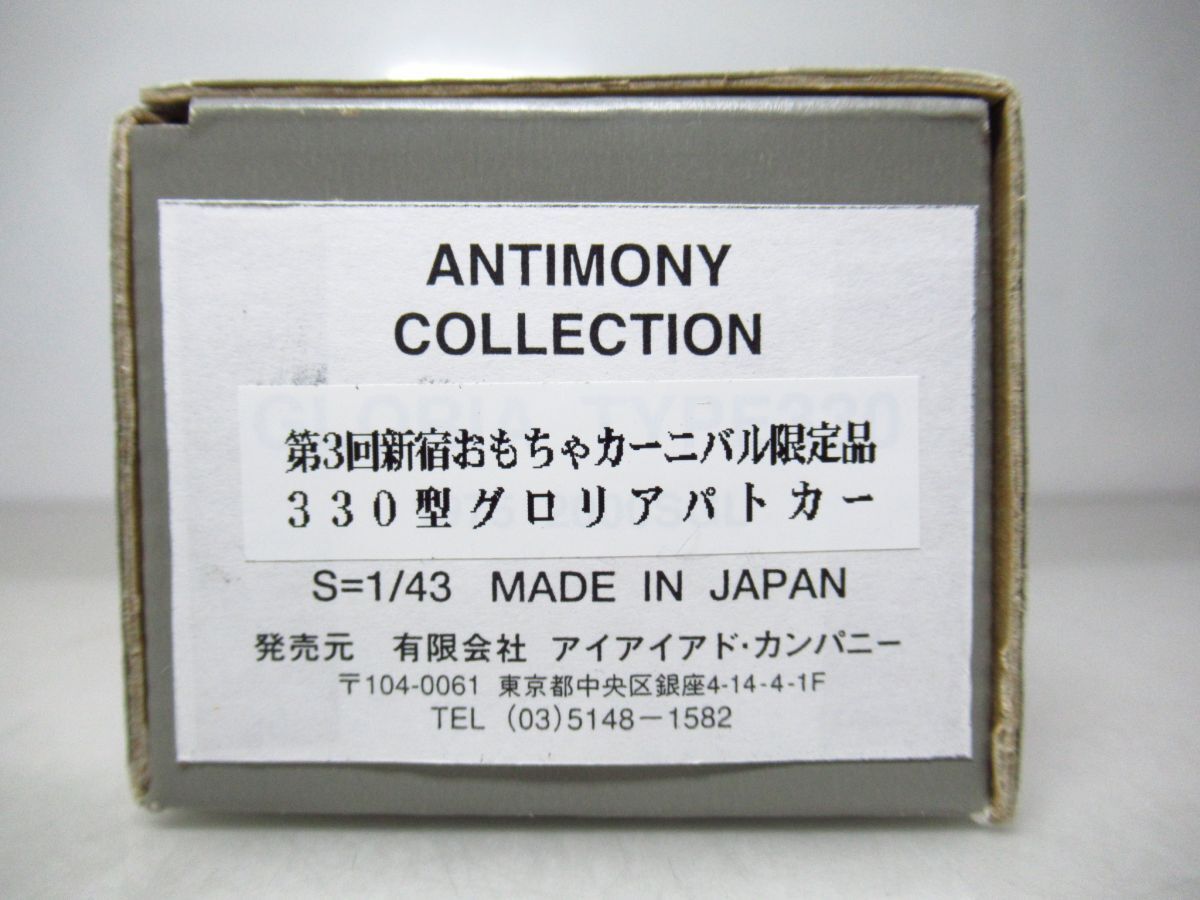 ANTIMONY
COLLECTION
GLORIA TYPE330
第3回新宿おもちゃカーニバル限定品
330型グロリアパトカー
S=1/43 MADE IN JAPAN
発売元 有限会社 アイアイアド・カンパニー
〒104-0061 東京都中央区銀座4-14-4-1F
TEL (03)5148-1582